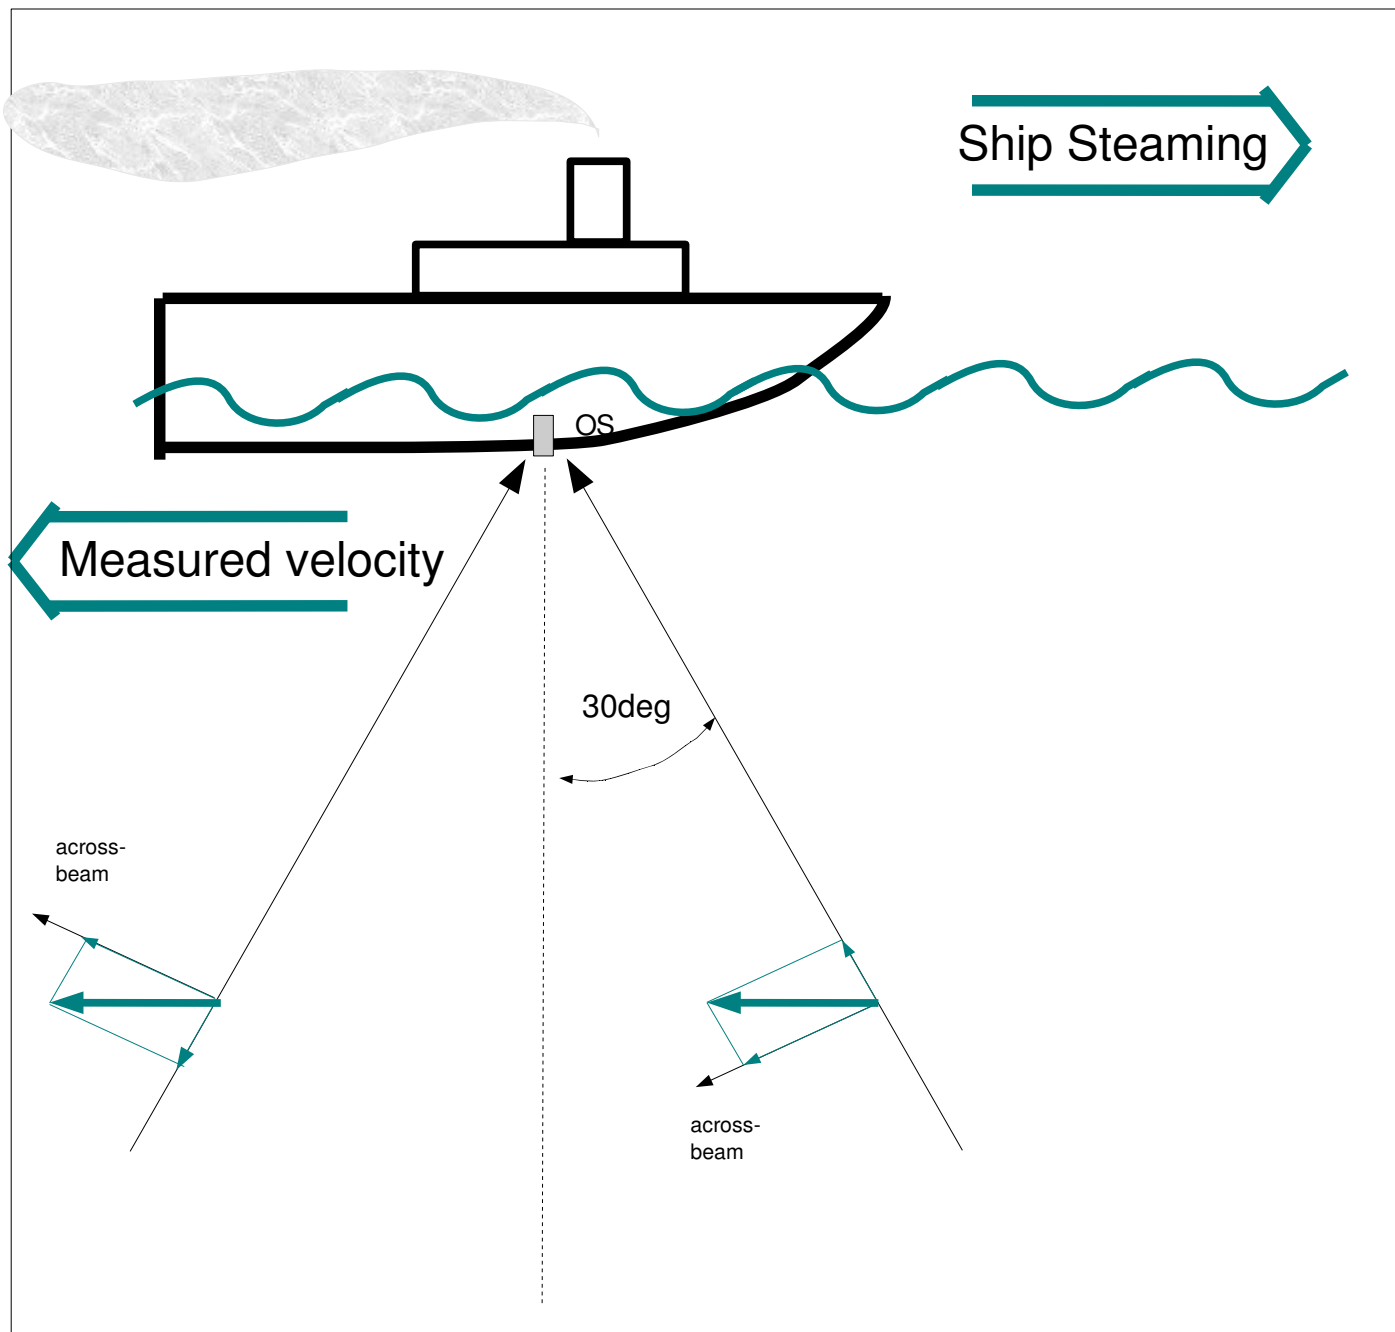 Ship Steaming
OS
Measured velocity
30deg
across-
beam
across-
beam